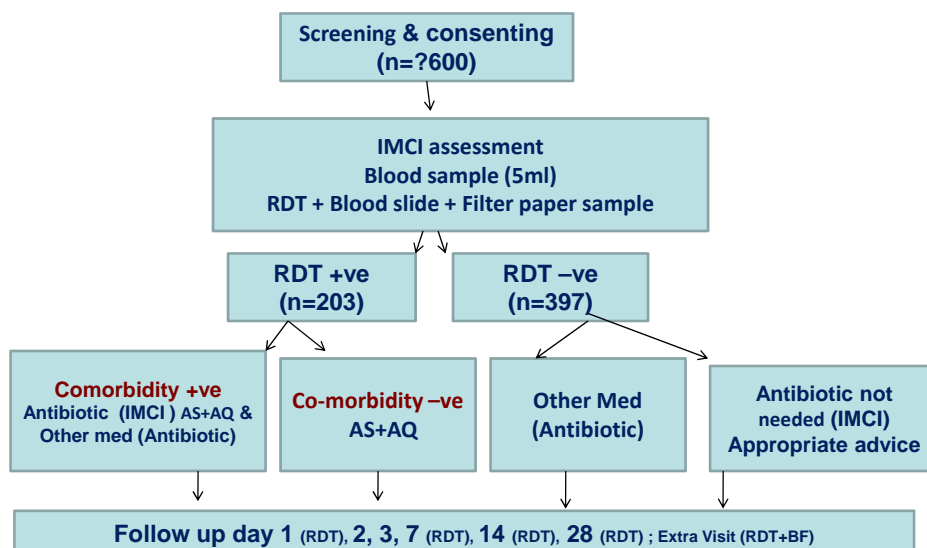 Screening & consenting
(n=?600)
IMCI assessment
Blood sample (5ml)
RDT + Blood slide + Filter paper sample
RDT +ve
(n=203)
RDT –ve
(n=397)
Comorbidity +ve
Antibiotic (IMCI ) AS+AQ &
Other med (Antibiotic)
Co-morbidity –ve
AS+AQ
Other Med
(Antibiotic)
Antibiotic not
needed (IMCI)
Appropriate advice
Follow up day 1 (RDT), 2, 3, 7 (RDT), 14 (RDT), 28 (RDT) ; Extra Visit (RDT+BF)